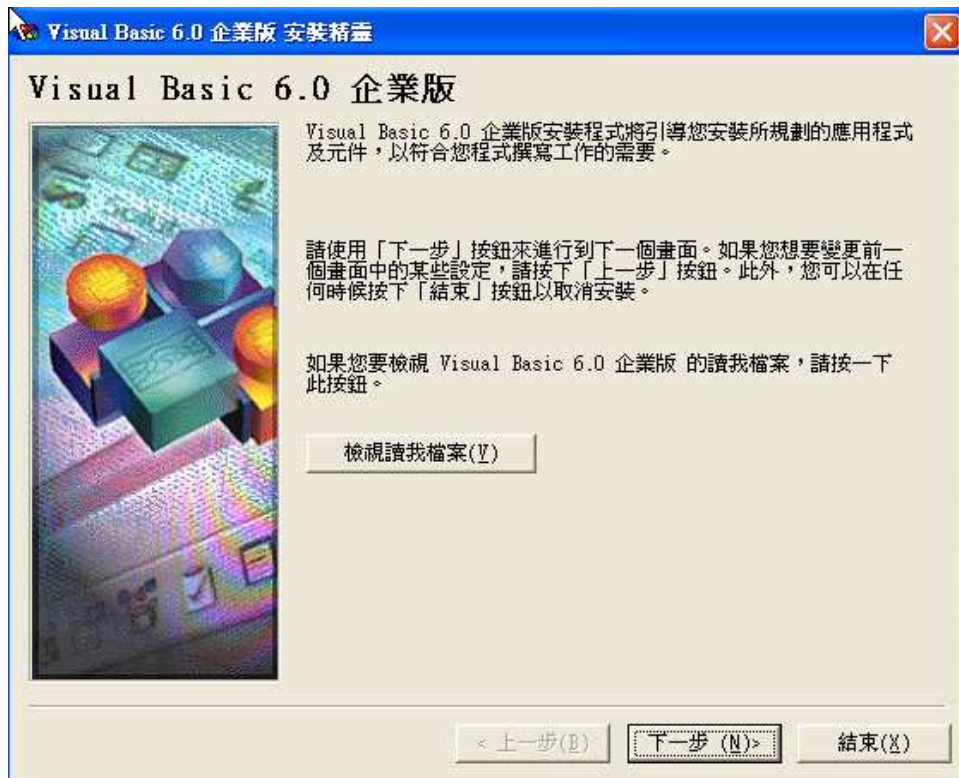 Visual Basic 6.0 企業版 安裝精靈
Visual Basic 6.0 企業版
Visual Basic 6.0 企業版安裝程式將引導您安裝所規劃的應用程式
及元件，以符合您程式撰寫工作的需要。
請使用「下一步」按鈕來進行到下一個畫面。如果您想要變更前一
個畫面中的某些設定，請按下「上一步」按鈕。此外，您可以在任
何時候按下「結束」按鈕以取消安裝。
如果您要檢視 Visual Basic 6.0 企業版 的讀我檔案，請按一下
此按鈕。
檢視讀我檔案(V)
< 上一步(B) 下一步 (N)> 結束(X)